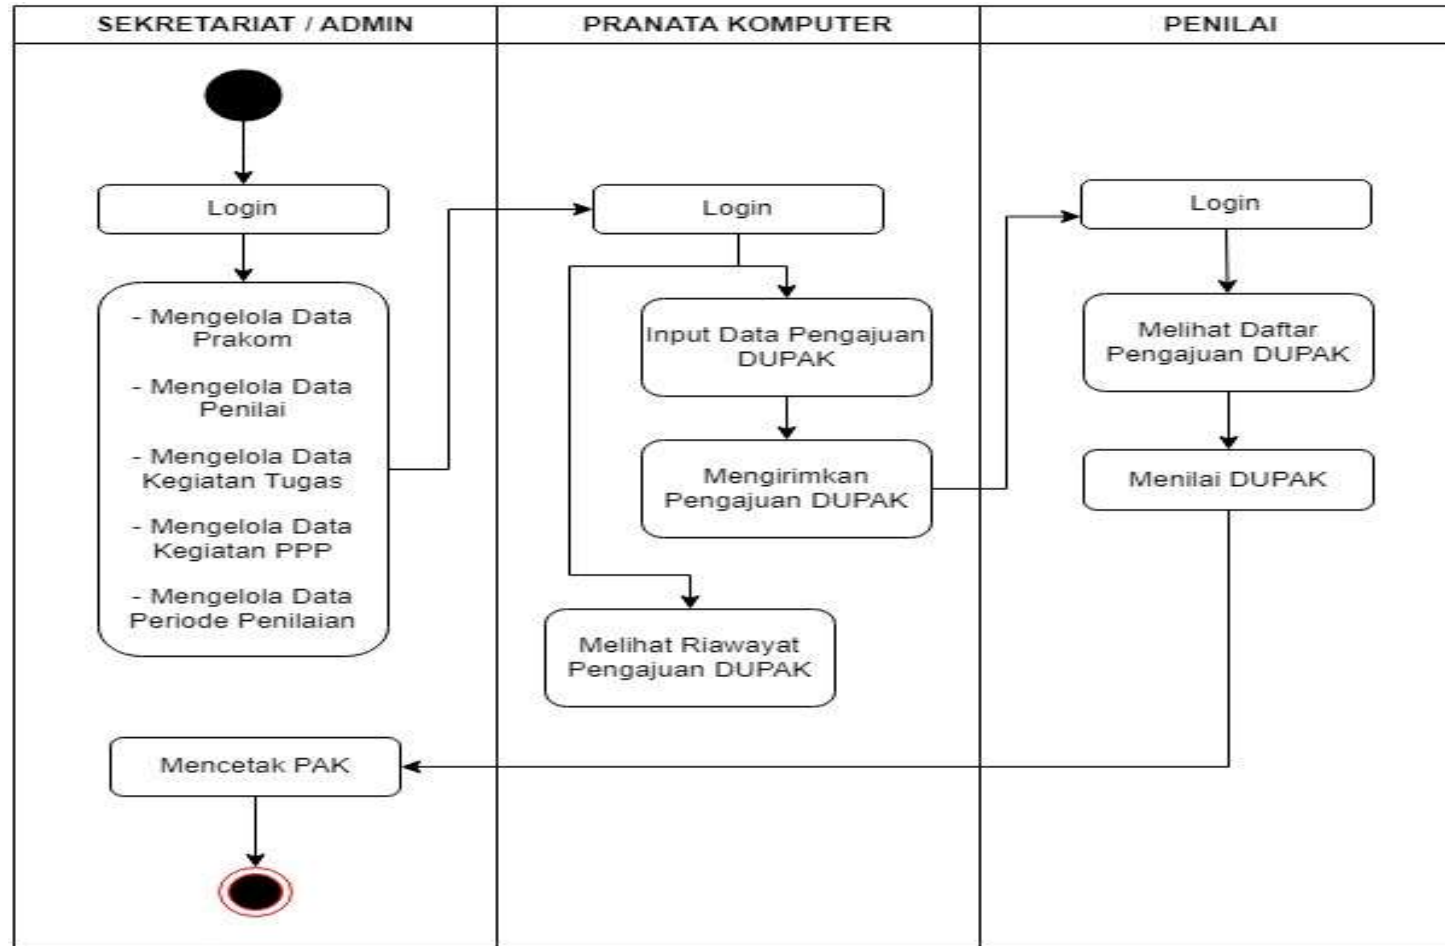 SEKRETARIAT / ADMIN
PRANATA KOMPUTER
PENILAI
Login
- Mengelola Data
Prakom
- Mengelola Data
Penilai
- Mengelola Data
Kegiatan Tugas
- Mengelola Data
Kegiatan PPP
- Mengelola Data
Periode Penilaian
Login
Input Data Pengajuan
DUPAK
Mengirimkan
Pengajuan DUPAK
Melihat Riawayat
Pengajuan DUPAK
Login
Melihat Daftar
Pengajuan DUPAK
Menilai DUPAK
Mencetak PAK